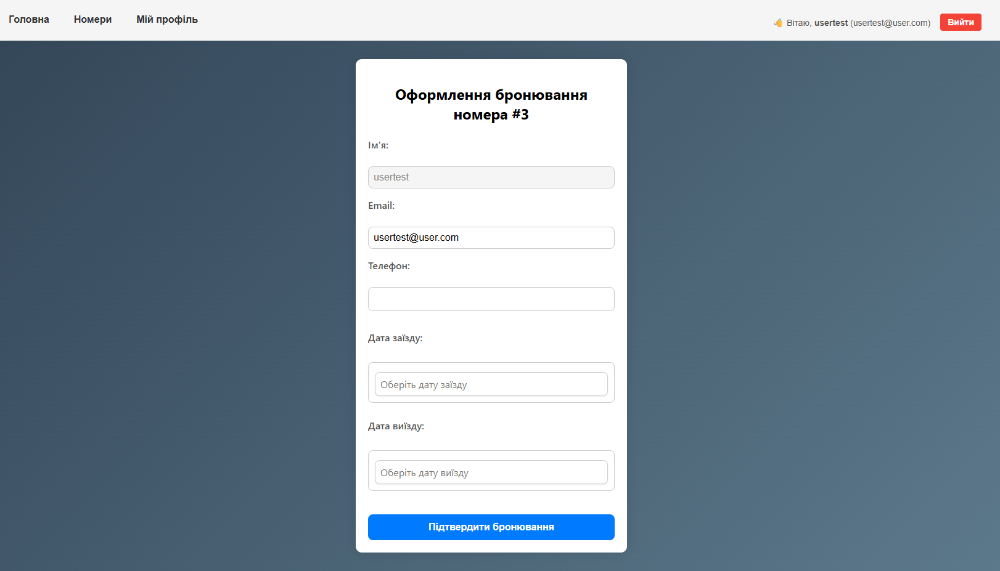 Головна Номери Мій профіль
👋 Вітаю, usertest (usertest@user.com) Вийти
Оформлення бронювання
номера #3
Ім'я:
usertest
Email:
usertest@user.com
Телефон:
Дата заїзду:
Оберіть дату заїзду
Дата виїзду:
Оберіть дату виїзду
Підтвердити бронювання